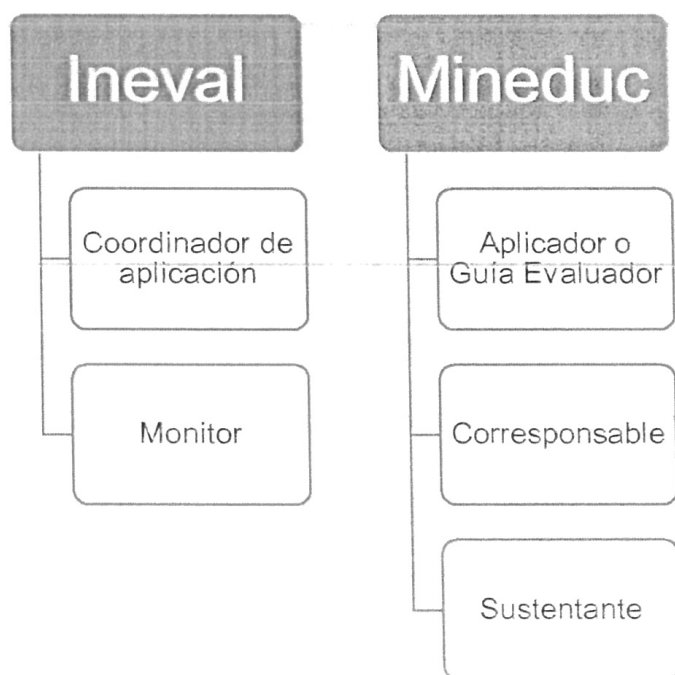 Ineval
Coordinador de
aplicación
Monitor
Mineduc
Aplicador o
Guía Evaluador
Corresponsable
Sustentante